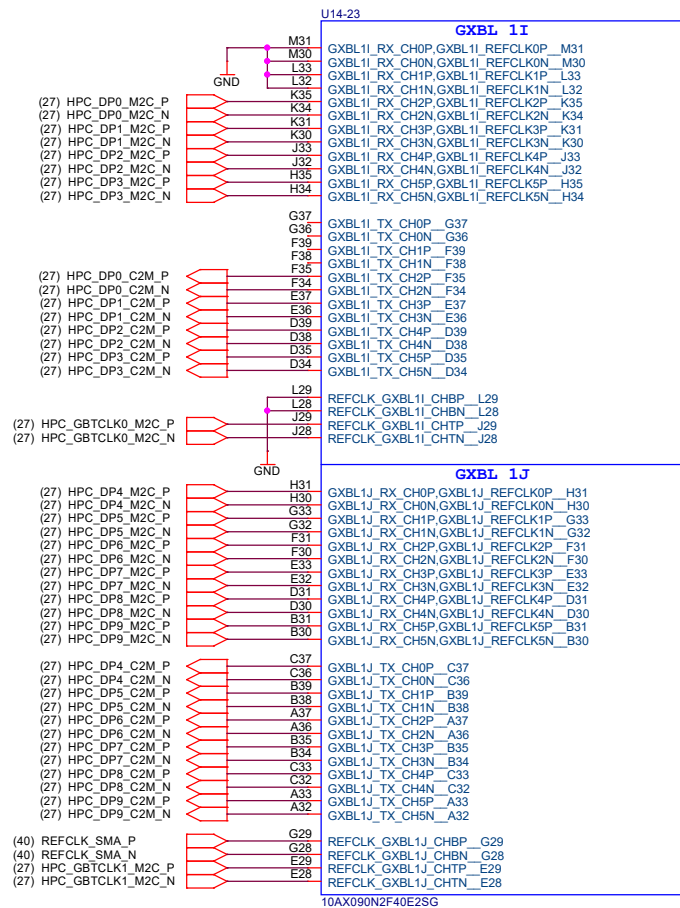 U14-23
GXBL 1I
M31 GXBL1I_RX_CH0P,GXBL1I_REFCLK0P__M31
M30 GXBL1I_RX_CH0N,GXBL1I_REFCLK0N__M30
L33 GXBL1I_RX_CH1P,GXBL1I_REFCLK1P__L33
L32 GXBL1I_RX_CH1N,GXBL1I_REFCLK1N__L32
GND
(27) HPC_DP0_M2C_P K35 GXBL1I_RX_CH2P,GXBL1I_REFCLK2P__K35
(27) HPC_DP0_M2C_N K34 GXBL1I_RX_CH2N,GXBL1I_REFCLK2N__K34
(27) HPC_DP1_M2C_P K31 GXBL1I_RX_CH3P,GXBL1I_REFCLK3P__K31
(27) HPC_DP1_M2C_N K30 GXBL1I_RX_CH3N,GXBL1I_REFCLK3N__K30
(27) HPC_DP2_M2C_P J33 GXBL1I_RX_CH4P,GXBL1I_REFCLK4P__J33
(27) HPC_DP2_M2C_N J32 GXBL1I_RX_CH4N,GXBL1I_REFCLK4N__J32
(27) HPC_DP3_M2C_P H35 GXBL1I_RX_CH5P,GXBL1I_REFCLK5P__H35
(27) HPC_DP3_M2C_N H34 GXBL1I_RX_CH5N,GXBL1I_REFCLK5N__H34
G37 GXBL1I_TX_CH0P__G37
G36 GXBL1I_TX_CH0N__G36
F39 GXBL1I_TX_CH1P__F39
F38 GXBL1I_TX_CH1N__F38
(27) HPC_DP0_C2M_P F35 GXBL1I_TX_CH2P__F35
(27) HPC_DP0_C2M_N F34 GXBL1I_TX_CH2N__F34
(27) HPC_DP1_C2M_P E37 GXBL1I_TX_CH3P__E37
(27) HPC_DP1_C2M_N E36 GXBL1I_TX_CH3N__E36
(27) HPC_DP2_C2M_P D39 GXBL1I_TX_CH4P__D39
(27) HPC_DP2_C2M_N D38 GXBL1I_TX_CH4N__D38
(27) HPC_DP3_C2M_P D35 GXBL1I_TX_CH5P__D35
(27) HPC_DP3_C2M_N D34 GXBL1I_TX_CH5N__D34
L29 REFCLK_GXBL1I_CHBP__L29
L28 REFCLK_GXBL1I_CHBN__L28
(27) HPC_GBTCLK0_M2C_P J29 REFCLK_GXBL1I_CHTP__J29
(27) HPC_GBTCLK0_M2C_N J28 REFCLK_GXBL1I_CHTN__J28
GND
GXBL 1J
(27) HPC_DP4_M2C_P H31 GXBL1J_RX_CH0P,GXBL1J_REFCLK0P__H31
(27) HPC_DP4_M2C_N H30 GXBL1J_RX_CH0N,GXBL1J_REFCLK0N__H30
(27) HPC_DP5_M2C_P G33 GXBL1J_RX_CH1P,GXBL1J_REFCLK1P__G33
(27) HPC_DP5_M2C_N G32 GXBL1J_RX_CH1N,GXBL1J_REFCLK1N__G32
(27) HPC_DP6_M2C_P F31 GXBL1J_RX_CH2P,GXBL1J_REFCLK2P__F31
(27) HPC_DP6_M2C_N F30 GXBL1J_RX_CH2N,GXBL1J_REFCLK2N__F30
(27) HPC_DP7_M2C_P E33 GXBL1J_RX_CH3P,GXBL1J_REFCLK3P__E33
(27) HPC_DP7_M2C_N E32 GXBL1J_RX_CH3N,GXBL1J_REFCLK3N__E32
(27) HPC_DP8_M2C_P D31 GXBL1J_RX_CH4P,GXBL1J_REFCLK4P__D31
(27) HPC_DP8_M2C_N D30 GXBL1J_RX_CH4N,GXBL1J_REFCLK4N__D30
(27) HPC_DP9_M2C_P B31 GXBL1J_RX_CH5P,GXBL1J_REFCLK5P__B31
(27) HPC_DP9_M2C_N B30 GXBL1J_RX_CH5N,GXBL1J_REFCLK5N__B30
(27) HPC_DP4_C2M_P C37 GXBL1J_TX_CH0P__C37
(27) HPC_DP4_C2M_N C36 GXBL1J_TX_CH0N__C36
(27) HPC_DP5_C2M_P B39 GXBL1J_TX_CH1P__B39
(27) HPC_DP5_C2M_N B38 GXBL1J_TX_CH1N__B38
(27) HPC_DP6_C2M_P A37 GXBL1J_TX_CH2P__A37
(27) HPC_DP6_C2M_N A36 GXBL1J_TX_CH2N__A36
(27) HPC_DP7_C2M_P B35 GXBL1J_TX_CH3P__B35
(27) HPC_DP7_C2M_N B34 GXBL1J_TX_CH3N__B34
(27) HPC_DP8_C2M_P C33 GXBL1J_TX_CH4P__C33
(27) HPC_DP8_C2M_N C32 GXBL1J_TX_CH4N__C32
(27) HPC_DP9_C2M_P A33 GXBL1J_TX_CH5P__A33
(27) HPC_DP9_C2M_N A32 GXBL1J_TX_CH5N__A32
(40) REFCLK_SMA_P G29 REFCLK_GXBL1J_CHBP__G29
(40) REFCLK_SMA_N G28 REFCLK_GXBL1J_CHBN__G28
(27) HPC_GBTCLK1_M2C_P E29 REFCLK_GXBL1J_CHTP__E29
(27) HPC_GBTCLK1_M2C_N E28 REFCLK_GXBL1J_CHTN__E28
10AX090N2F40E2SG